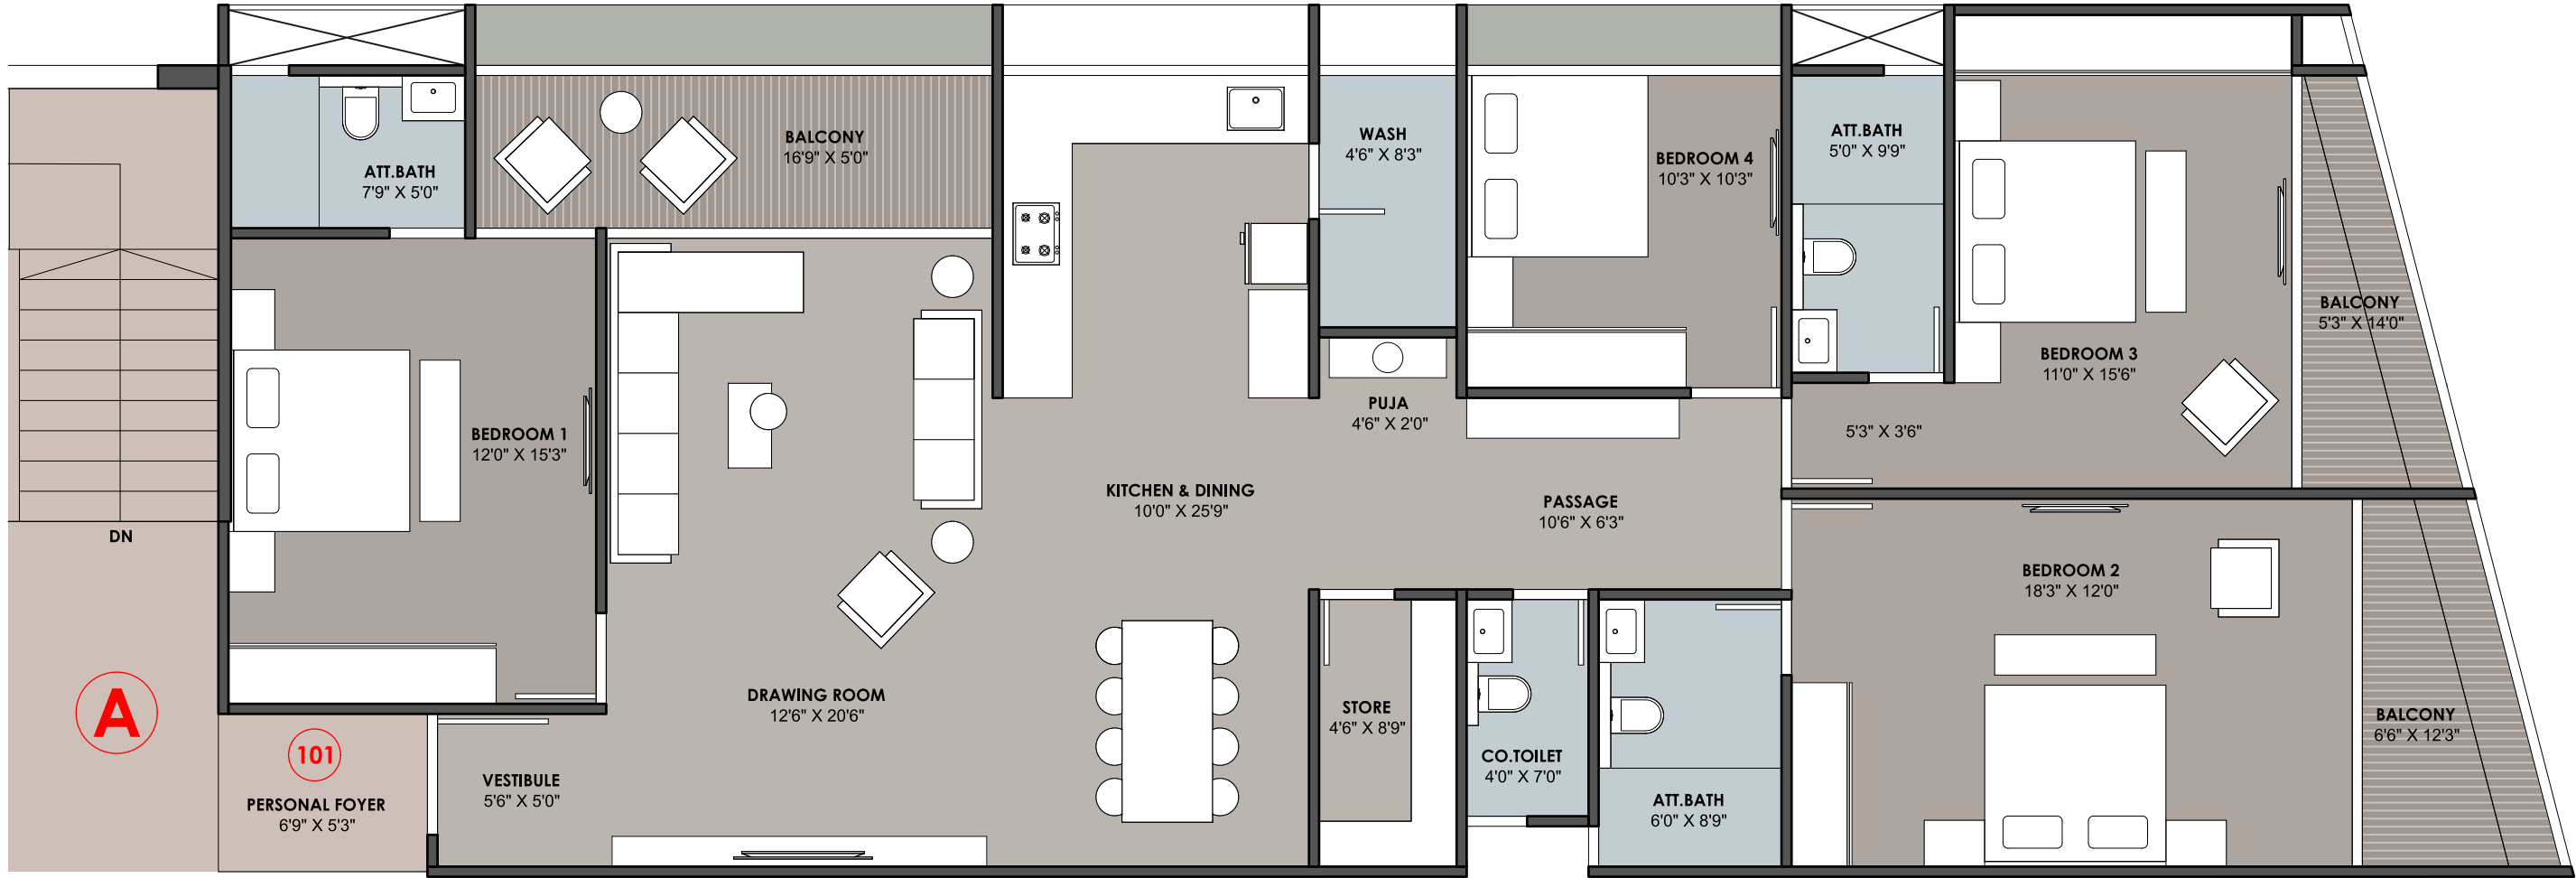 ATT.BATH
7'9" X 5'0"
BALCONY
16'9" X 5'0"
WASH
4'6" X 8'3"
BEDROOM 4
10'3" X 10'3"
ATT.BATH
5'0" X 9'9"
BALCONY
5'3" X 14'0"
BEDROOM 3
11'0" X 15'6"
PUJA
4'6" X 2'0"
5'3" X 3'6"
BEDROOM 1
12'0" X 15'3"
KITCHEN & DINING
10'0" X 25'9"
PASSAGE
10'6" X 6'3"
DN
BEDROOM 2
18'3" X 12'0"
A
DRAWING ROOM
12'6" X 20'6"
STORE
4'6" X 8'9"
BALCONY
6'6" X 12'3"
101
PERSONAL FOYER
6'9" X 5'3"
VESTIBULE
5'6" X 5'0"
CO.TOILET
4'0" X 7'0"
ATT.BATH
6'0" X 8'9"